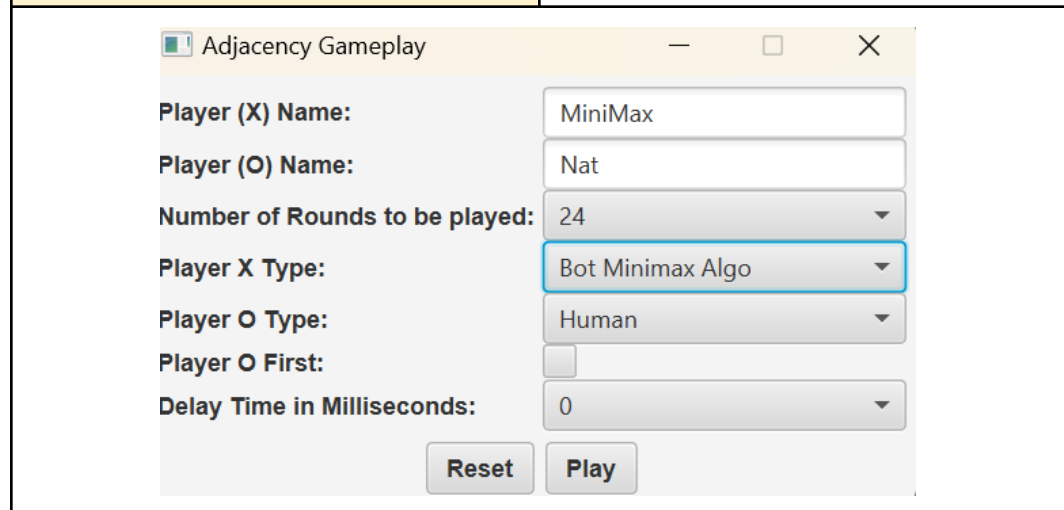 Adjacency Gameplay
Player (X) Name: MiniMax
Player (O) Name: Nat
Number of Rounds to be played: 24
Player X Type: Bot Minimax Algo
Player O Type: Human
Player O First:
Delay Time in Milliseconds: 0
Reset Play